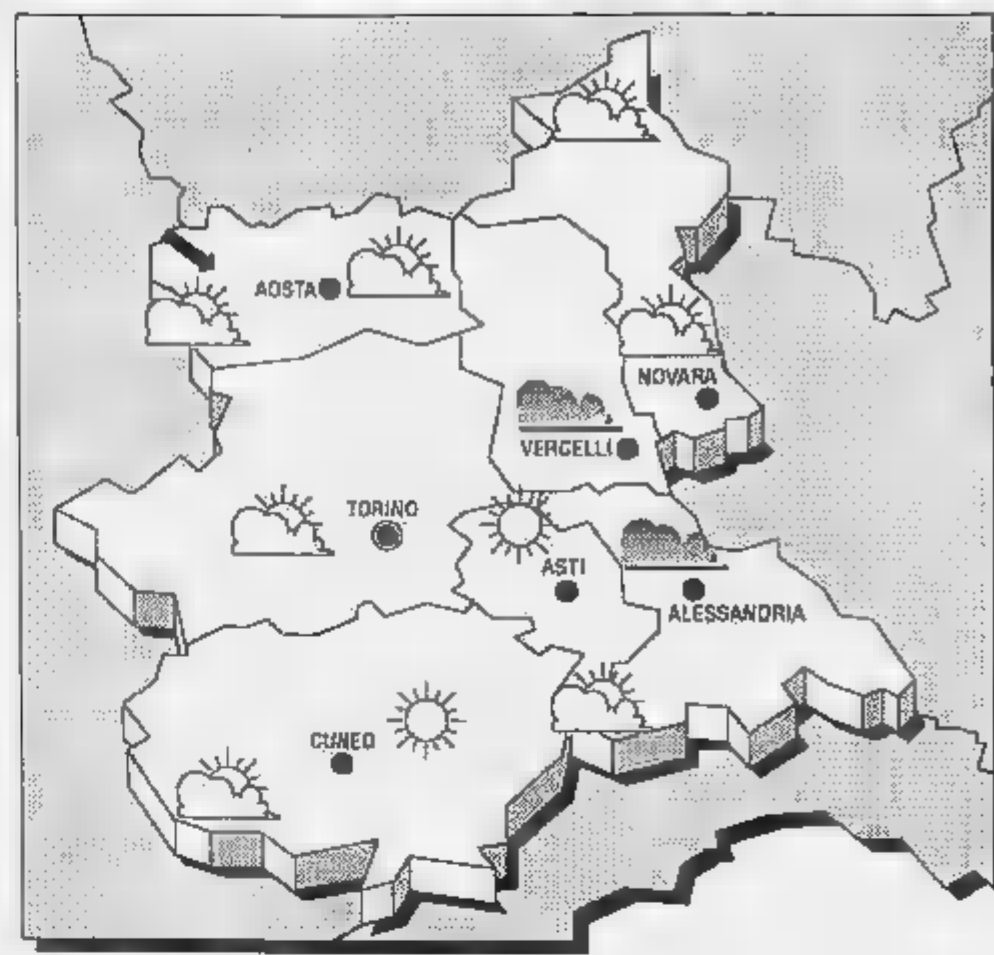 AOSTA
NOVARA
VERCELLI
TORINO
ASTI
ALESSANDRIA
CUNEO